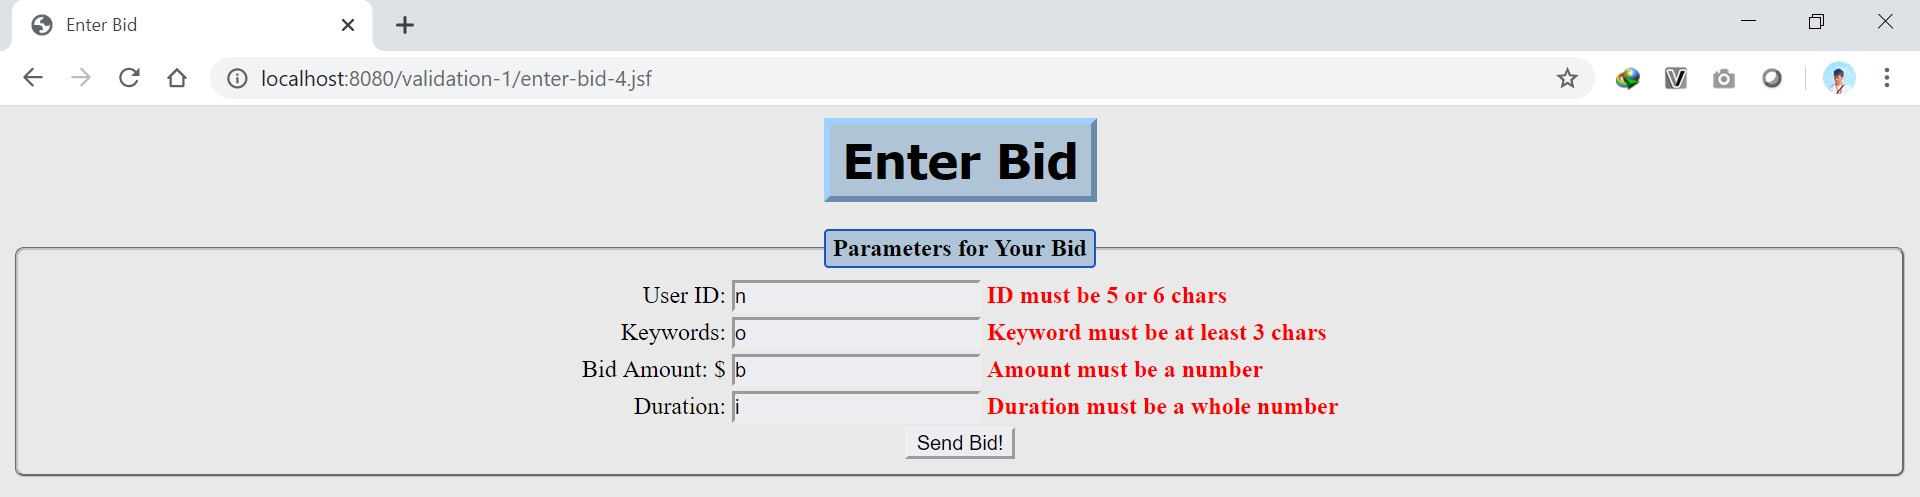 Enter Bid
localhost:8080/validation-1/enter-bid-4.jsf
Enter Bid
Parameters for Your Bid
User ID: n ID must be 5 or 6 chars
Keywords: o Keyword must be at least 3 chars
Bid Amount: $ b Amount must be a number
Duration: i Duration must be a whole number
Send Bid!